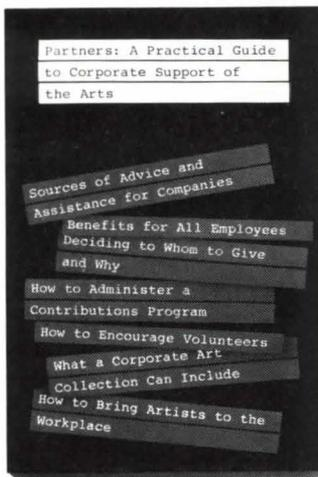 Partners: A Practical Guide
to Corporate Support of
the Arts
Sources of Advice and
Assistance for Companies
Benefits for All Employees
Deciding to Whom to Give
and Why
How to Administer a
Contributions Program
How to Encourage Volunteers
What a Corporate Art
Collection Can Include
How to Bring Artists to the
Workplace